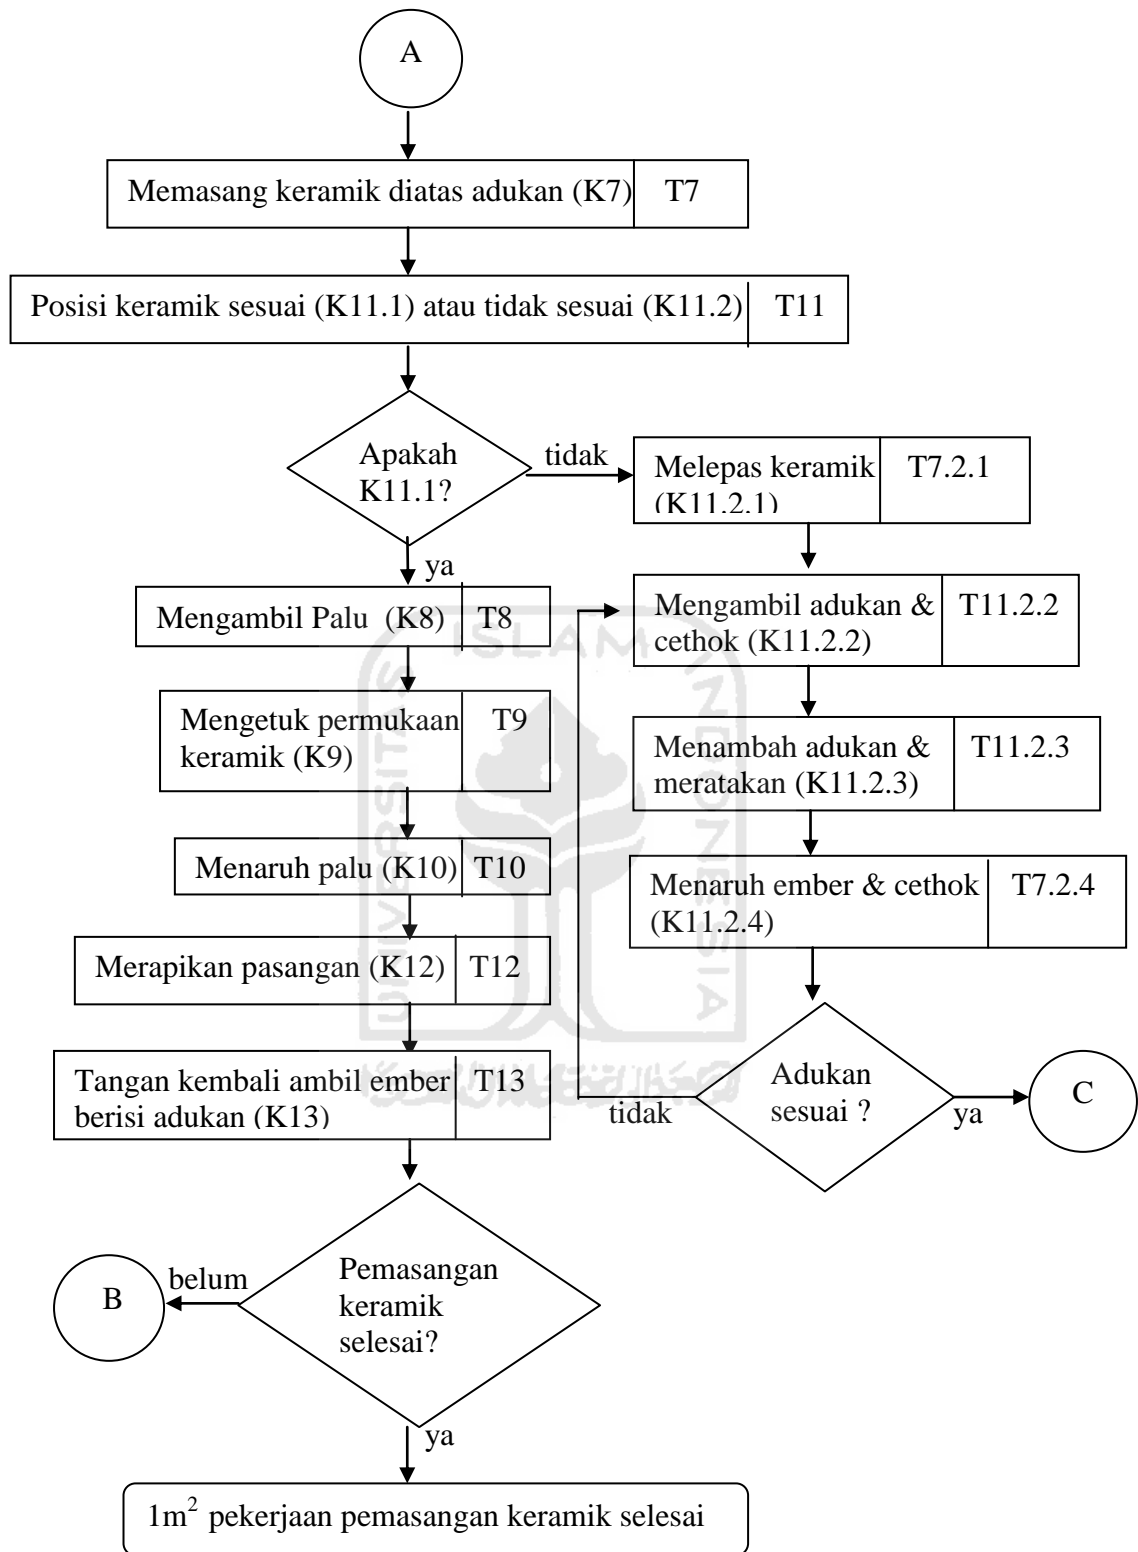 A
Memasang keramik diatas adukan (K7) T7
Posisi keramik sesuai (K11.1) atau tidak sesuai (K11.2) T11
Apakah
K11.1?
tidak
ya
Melepas keramik T7.2.1
(K11.2.1)
Mengambil Palu (K8) T8
Mengambil adukan & T11.2.2
cethok (K11.2.2)
Mengetuk permukaan T9
keramik (K9)
Menambah adukan & T11.2.3
meratakan (K11.2.3)
Menaruh palu (K10) T10
Menaruh ember & cethok T7.2.4
(K11.2.4)
Merapikan pasangan (K12) T12
Tangan kembali ambil ember T13
berisi adukan (K13)
Adukan
sesuai ?
tidak
ya
C
Pemasangan
keramik
selesai?
belum
B
ya
1m² pekerjaan pemasangan keramik selesai
UNIVERSITAS ISLAM INDONESIA